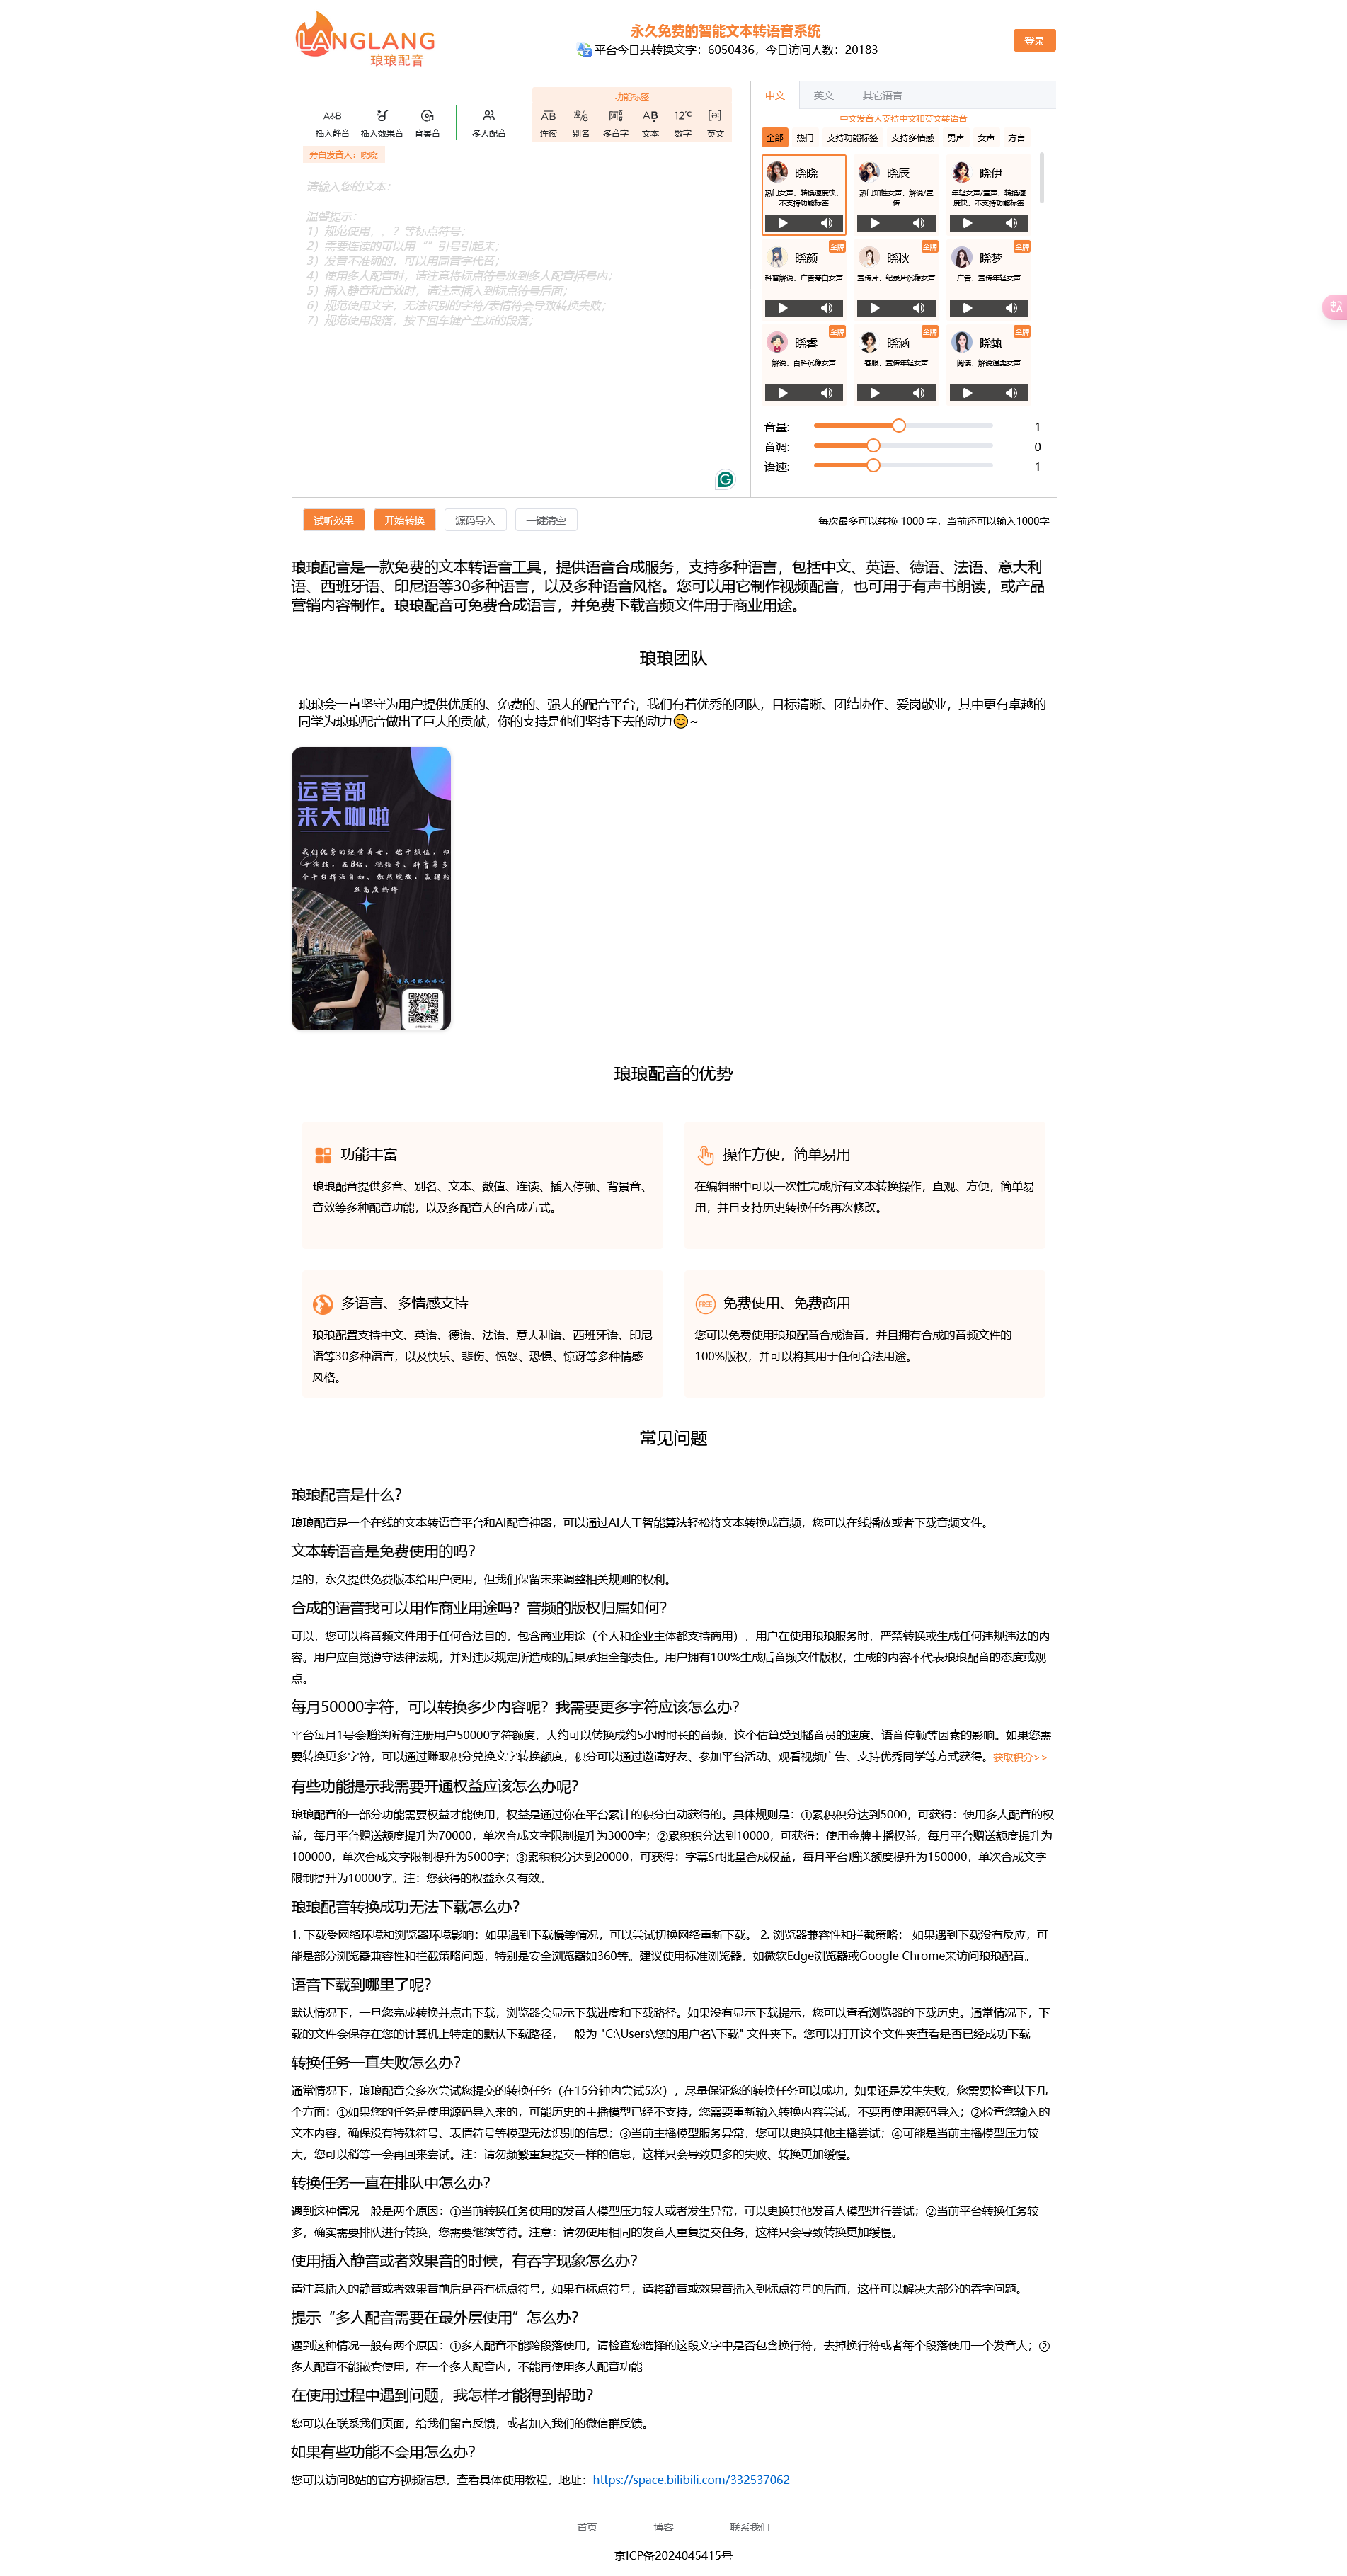 LANGLANG
琅琅配音
永久免费的智能文本转语音系统
平台今日共转换文字：6050436，今日访问人数：20183
登录
功能标签
插入静音 插入效果音 背景音 多人配音 连读 别名 多音字 文本 数字 英文
旁白发音人：晓晓
请输入您的文本：
温馨提示：
1）规范使用，。？等标点符号；
2）需要连读的可以用“”引号引起来；
3）发音不准确的，可以用同音字代替；
4）使用多人配音时，请注意将标点符号放到多人配音括号内；
5）插入静音和音效时，请注意插入到标点符号后面；
6）规范使用文字，无法识别的字符/表情符会导致转换失败；
7）规范使用段落，按下回车键产生新的段落；
中文 英文 其它语言
中文发音人支持中文和英文转语音
全部 热门 支持功能标签 支持多情感 男声 女声 方言
晓晓
热门女声、转换速度快、
不支持功能标签
晓辰
热门知性女声、解说/宣
传
晓伊
年轻女声/童声、转换速
度快、不支持功能标签
金牌
晓颜
科普解说、广告旁白女声
金牌
晓秋
宣传片、纪录片沉稳女声
金牌
晓梦
广告、宣传年轻女声
金牌
晓睿
解说、百科沉稳女声
金牌
晓涵
客服、宣传年轻女声
金牌
晓甄
阅读、解说温柔女声
音量: 1
音调: 0
语速: 1
试听效果 开始转换 源码导入 一键清空
每次最多可以转换 1000 字，当前还可以输入1000字
琅琅配音是一款免费的文本转语音工具，提供语音合成服务，支持多种语言，包括中文、英语、德语、法语、意大利
语、西班牙语、印尼语等30多种语言，以及多种语音风格。您可以用它制作视频配音，也可用于有声书朗读，或产品
营销内容制作。琅琅配音可免费合成语言，并免费下载音频文件用于商业用途。
琅琅团队
琅琅会一直坚守为用户提供优质的、免费的、强大的配音平台，我们有着优秀的团队，目标清晰、团结协作、爱岗敬业，其中更有卓越的
同学为琅琅配音做出了巨大的贡献，你的支持是他们坚持下去的动力😊~
运营部
来大咖啦
琅琅配音的优势
功能丰富
琅琅配音提供多音、别名、文本、数值、连读、插入停顿、背景音、
音效等多种配音功能，以及多配音人的合成方式。
操作方便，简单易用
在编辑器中可以一次性完成所有文本转换操作，直观、方便，简单易
用，并且支持历史转换任务再次修改。
多语言、多情感支持
琅琅配置支持中文、英语、德语、法语、意大利语、西班牙语、印尼
语等30多种语言，以及快乐、悲伤、愤怒、恐惧、惊讶等多种情感
风格。
FREE
免费使用、免费商用
您可以免费使用琅琅配音合成语音，并且拥有合成的音频文件的
100%版权，并可以将其用于任何合法用途。
常见问题
琅琅配音是什么？
琅琅配音是一个在线的文本转语音平台和AI配音神器，可以通过AI人工智能算法轻松将文本转换成音频，您可以在线播放或者下载音频文件。
文本转语音是免费使用的吗？
是的，永久提供免费版本给用户使用，但我们保留未来调整相关规则的权利。
合成的语音我可以用作商业用途吗？音频的版权归属如何？
可以，您可以将音频文件用于任何合法目的，包含商业用途（个人和企业主体都支持商用），用户在使用琅琅服务时，严禁转换或生成任何违规违法的内
容。用户应自觉遵守法律法规，并对违反规定所造成的后果承担全部责任。用户拥有100%生成后音频文件版权，生成的内容不代表琅琅配音的态度或观
点。
每月50000字符，可以转换多少内容呢？我需要更多字符应该怎么办？
平台每月1号会赠送所有注册用户50000字符额度，大约可以转换成约5小时时长的音频，这个估算受到播音员的速度、语音停顿等因素的影响。如果您需
要转换更多字符，可以通过赚取积分兑换文字转换额度，积分可以通过邀请好友、参加平台活动、观看视频广告、支持优秀同学等方式获得。获取积分>>
有些功能提示我需要开通权益应该怎么办呢？
琅琅配音的一部分功能需要权益才能使用，权益是通过你在平台累计的积分自动获得的。具体规则是：①累积积分达到5000，可获得：使用多人配音的权
益，每月平台赠送额度提升为70000，单次合成文字限制提升为3000字；②累积积分达到10000，可获得：使用金牌主播权益，每月平台赠送额度提升为
100000，单次合成文字限制提升为5000字；③累积积分达到20000，可获得：字幕Srt批量合成权益，每月平台赠送额度提升为150000，单次合成文字
限制提升为10000字。注：您获得的权益永久有效。
琅琅配音转换成功无法下载怎么办？
1. 下载受网络环境和浏览器环境影响：如果遇到下载慢等情况，可以尝试切换网络重新下载。 2. 浏览器兼容性和拦截策略： 如果遇到下载没有反应，可
能是部分浏览器兼容性和拦截策略问题，特别是安全浏览器如360等。建议使用标准浏览器，如微软Edge浏览器或Google Chrome来访问琅琅配音。
语音下载到哪里了呢？
默认情况下，一旦您完成转换并点击下载，浏览器会显示下载进度和下载路径。如果没有显示下载提示，您可以查看浏览器的下载历史。通常情况下，下
载的文件会保存在您的计算机上特定的默认下载路径，一般为 "C:\Users\您的用户名\下载" 文件夹下。您可以打开这个文件夹查看是否已经成功下载
转换任务一直失败怎么办？
通常情况下，琅琅配音会多次尝试您提交的转换任务（在15分钟内尝试5次），尽量保证您的转换任务可以成功，如果还是发生失败，您需要检查以下几
个方面：①如果您的任务是使用源码导入来的，可能历史的主播模型已经不支持，您需要重新输入转换内容尝试，不要再使用源码导入；②检查您输入的
文本内容，确保没有特殊符号、表情符号等模型无法识别的信息；③当前主播模型服务异常，您可以更换其他主播尝试；④可能是当前主播模型压力较
大，您可以稍等一会再回来尝试。注：请勿频繁重复提交一样的信息，这样只会导致更多的失败、转换更加缓慢。
转换任务一直在排队中怎么办？
遇到这种情况一般是两个原因：①当前转换任务使用的发音人模型压力较大或者发生异常，可以更换其他发音人模型进行尝试；②当前平台转换任务较
多，确实需要排队进行转换，您需要继续等待。注意：请勿使用相同的发音人重复提交任务，这样只会导致转换更加缓慢。
使用插入静音或者效果音的时候，有吞字现象怎么办？
请注意插入的静音或者效果音前后是否有标点符号，如果有标点符号，请将静音或效果音插入到标点符号的后面，这样可以解决大部分的吞字问题。
提示“多人配音需要在最外层使用”怎么办？
遇到这种情况一般有两个原因：①多人配音不能跨段落使用，请检查您选择的这段文字中是否包含换行符，去掉换行符或者每个段落使用一个发音人；②
多人配音不能嵌套使用，在一个多人配音内，不能再使用多人配音功能
在使用过程中遇到问题，我怎样才能得到帮助？
您可以在联系我们页面，给我们留言反馈，或者加入我们的微信群反馈。
如果有些功能不会用怎么办？
您可以访问B站的官方视频信息，查看具体使用教程，地址：https://space.bilibili.com/332537062
首页 博客 联系我们
京ICP备2024045415号